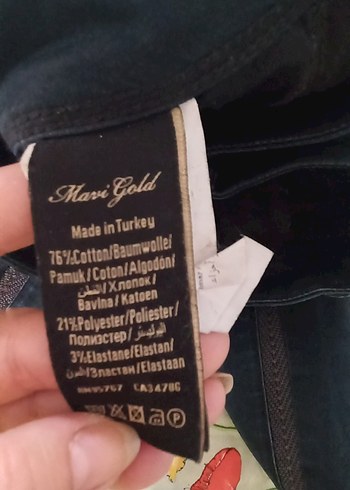 Mavi Gold
Made in Turkey
76%Cotton/Baumwolle/
Pamuk/Coton/Algodón/
القطن/Хлопок/
Bavlna/Katoen
21%Polyester/Poliester/
Полиэстер/البوليستر/
3%Elastane/Elastan/
Эластан/Elastaan
P